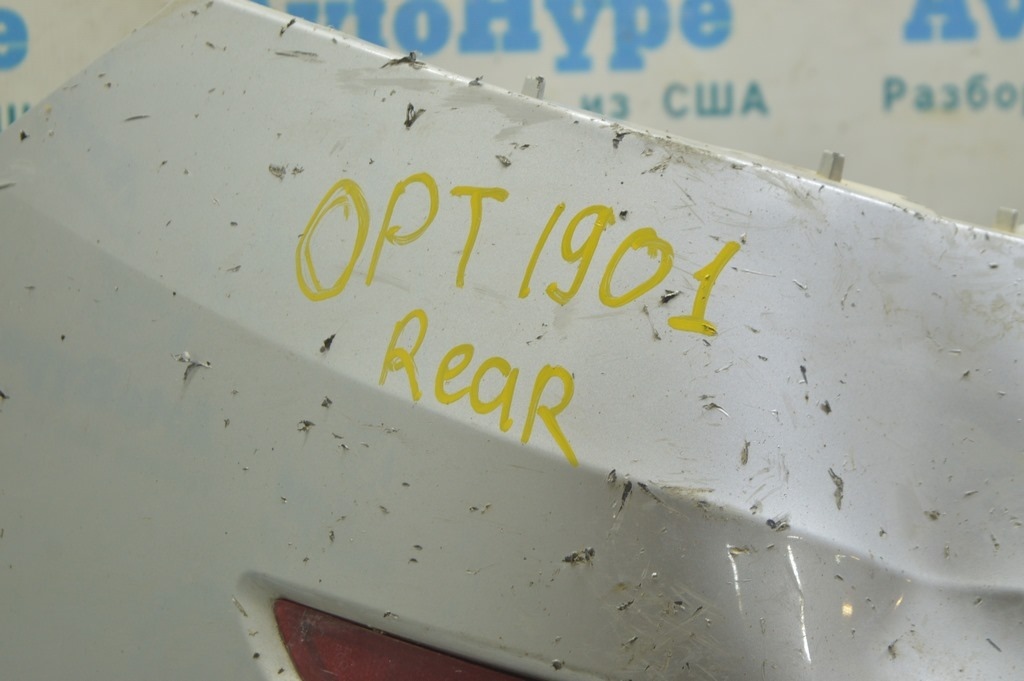 AvtoHype
из США
Разбор
OPT 1901
ReaR